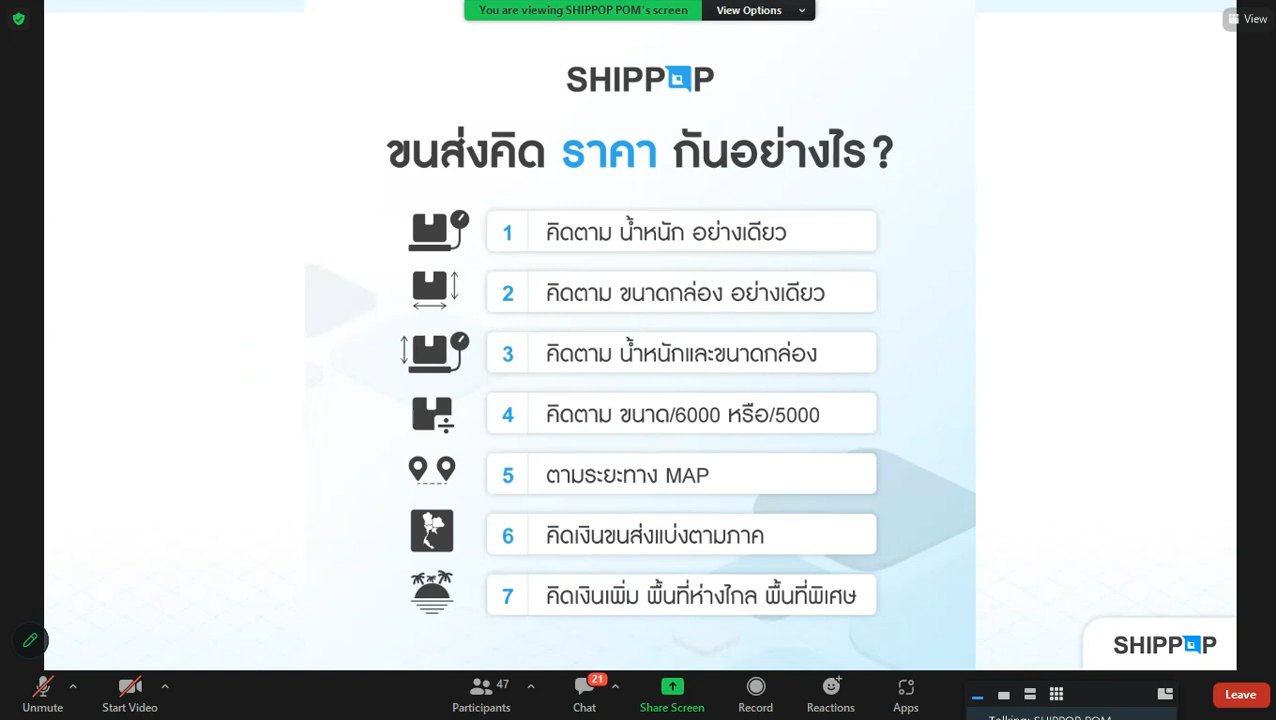 You are viewing SHIPPOP POM's screen
View Options
View
SHIPPOP
ขนส่งคิด ราคา กันอย่างไร ?
1 คิดตาม น้ำหนัก อย่างเดียว
2 คิดตาม ขนาดกล่อง อย่างเดียว
3 คิดตาม น้ำหนักและขนาดกล่อง
4 คิดตาม ขนาด/6000 หรือ/5000
5 ตามระยะทาง MAP
6 คิดเงินขนส่งแบ่งตามภาค
7 คิดเงินเพิ่ม พื้นที่ห่างไกล พื้นที่พิเศษ
SHIPPOP
47
21
Unmute
Start Video
Participants
Chat
Share Screen
Record
Reactions
Apps
Leave
Talking: SHIPPOP POM